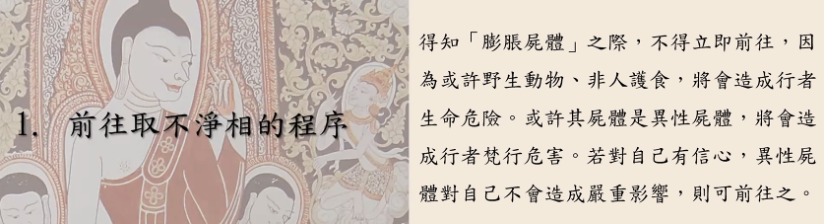 1. 前往取不淨相的程序
得知「膨脹屍體」之際，不得立即前往，因
為或許野生動物、非人護食，將會造成行者
生命危險。或許其屍體是異性屍體，將會造
成行者梵行危害。若對自己有信心，異性屍
體對自己不會造成嚴重影響，則可前往之。